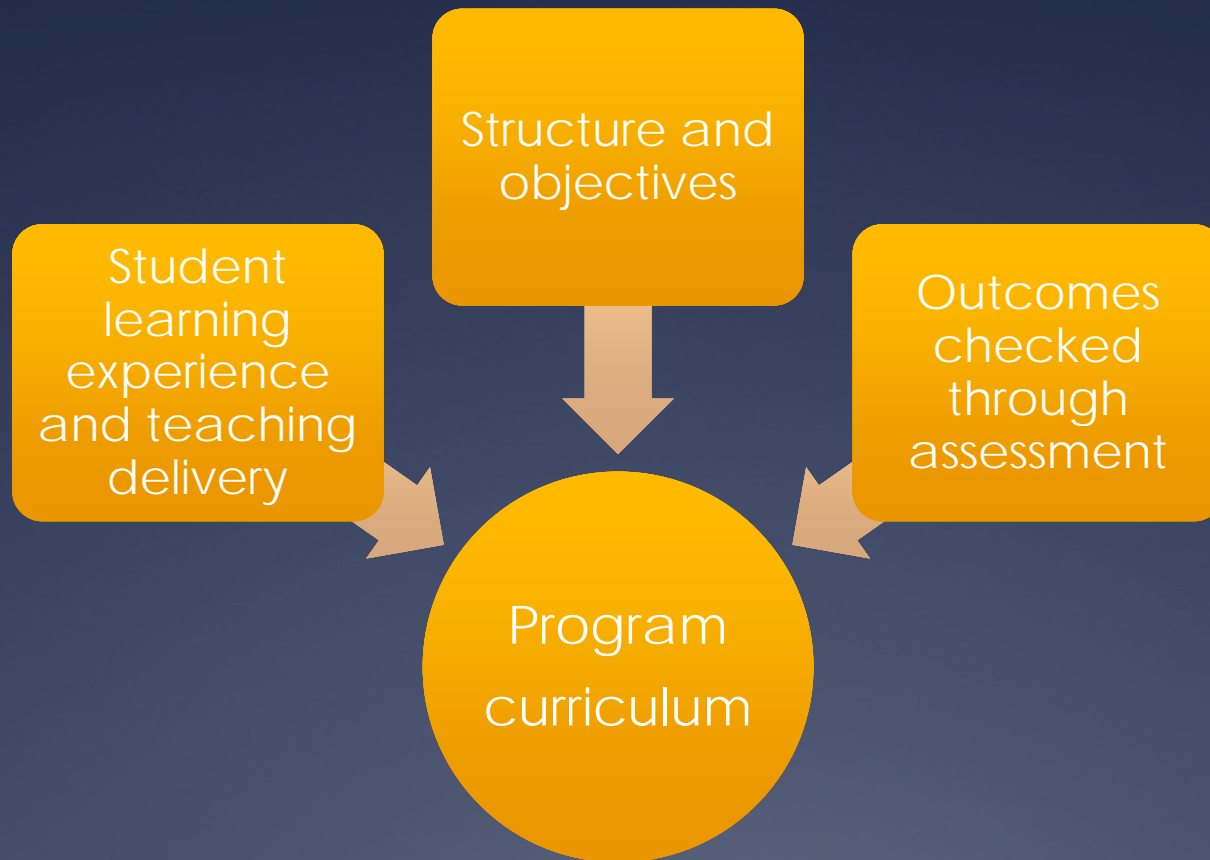 Structure and
objectives
Student
learning
experience
and teaching
delivery
Outcomes
checked
through
assessment
Program
curriculum